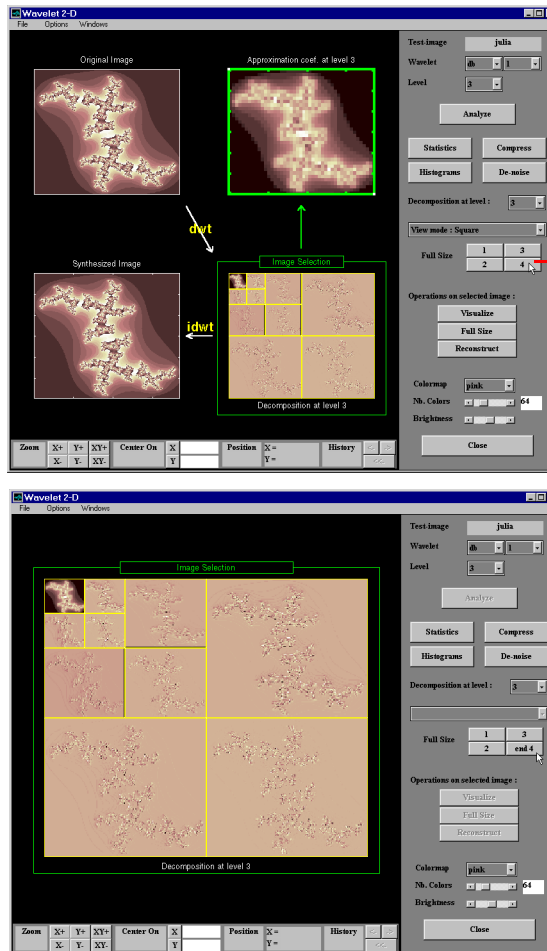 Wavelet 2-D
File Options Windows
Original Image
Approximation coef. at level 3
dwt
Synthesized Image
Image Selection
idwt
Decomposition at level 3
Test-image julia
Wavelet db 1
Level 3
Analyze
Statistics Compress
Histograms De-noise
Decomposition at level : 3
View mode : Square
Full Size 1 3
2 4
Operations on selected image :
Visualize
Full Size
Reconstruct
Colormap pink
Nb. Colors 64
Brightness
Close
Zoom X+ Y+ XY+ Center On X Position X = History <- ->
X- Y- XY- Y Y = <<-
Wavelet 2-D
File Options Windows
Image Selection
Decomposition at level 3
Test-image julia
Wavelet db 1
Level 3
Analyze
Statistics Compress
Histograms De-noise
Decomposition at level : 3
Full Size 1 3
2 end 4
Operations on selected image :
Visualize
Full Size
Reconstruct
Colormap pink
Nb. Colors 64
Brightness
Close
Zoom X+ Y+ XY+ Center On X Position X = History <- ->
X- Y- XY- Y Y = <<-